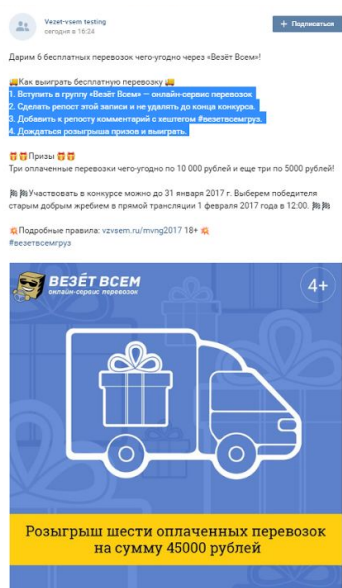 Vezet-vsem testing
сегодня в 16:24
+ Подписаться
Дарим 6 бесплатных перевозок чего-угодно через «Везёт Всем»!
🚚Как выиграть бесплатную перевозку 🚚
1. Вступить в группу «Везёт Всем» — онлайн-сервис перевозок
2. Сделать репост этой записи и не удалять до конца конкурса.
3. Добавить к репосту комментарий с хештегом #везетвсемгруз.
4. Дождаться розыгрыша призов и выиграть.
🎁🎁Призы 🎁🎁
Три оплаченные перевозки чего-угодно по 10 000 рублей и еще три по 5000 рублей!
🏁🏁Участвовать в конкурсе можно до 31 января 2017 г. Выберем победителя
старым добрым жребием в прямой трансляции 1 февраля 2017 года в 12:00. 🏁🏁
💥Подробные правила: vzvsem.ru/mvng2017 18+ 💥
#везетвсемгруз
ВЕЗЁТ ВСЕМ
онлайн-сервис перевозок
4+
Розыгрыш шести оплаченных перевозок
на сумму 45000 рублей